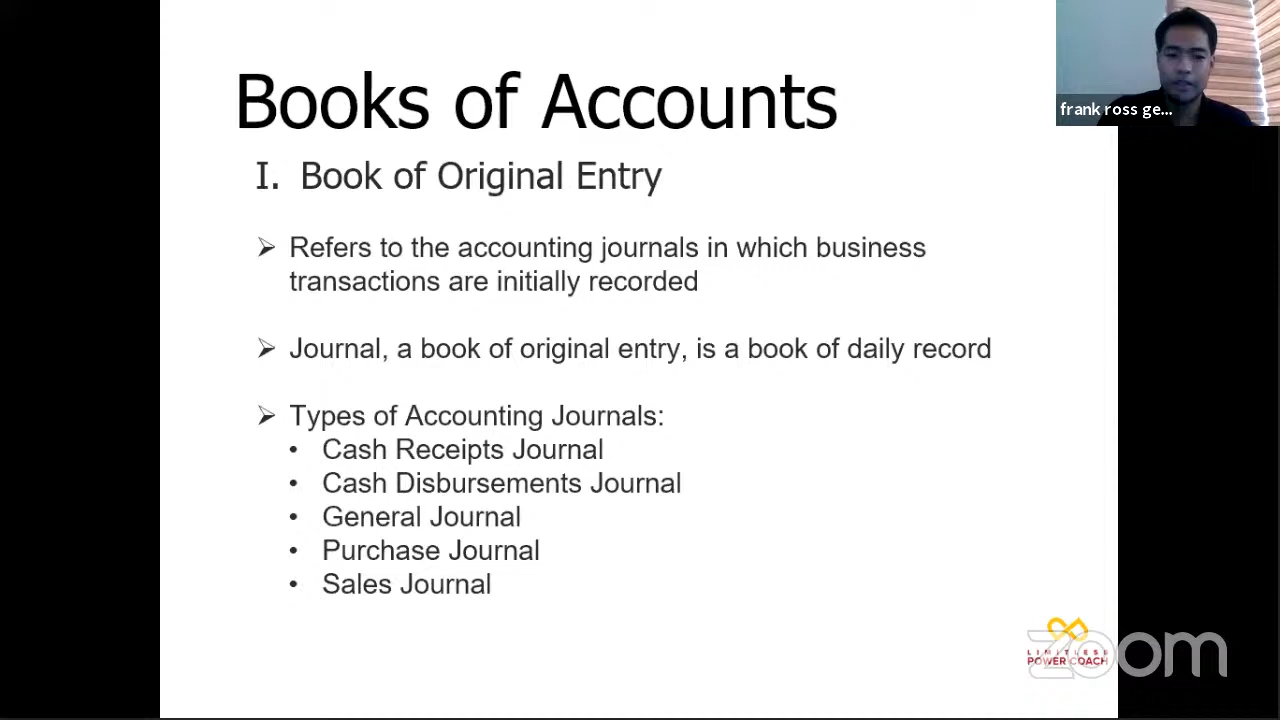 Books of Accounts
frank ross ge...
I. Book of Original Entry
➢ Refers to the accounting journals in which business
transactions are initially recorded
➢ Journal, a book of original entry, is a book of daily record
➢ Types of Accounting Journals:
• Cash Receipts Journal
• Cash Disbursements Journal
• General Journal
• Purchase Journal
• Sales Journal
LIMITLESS
POWER COACH
zoom